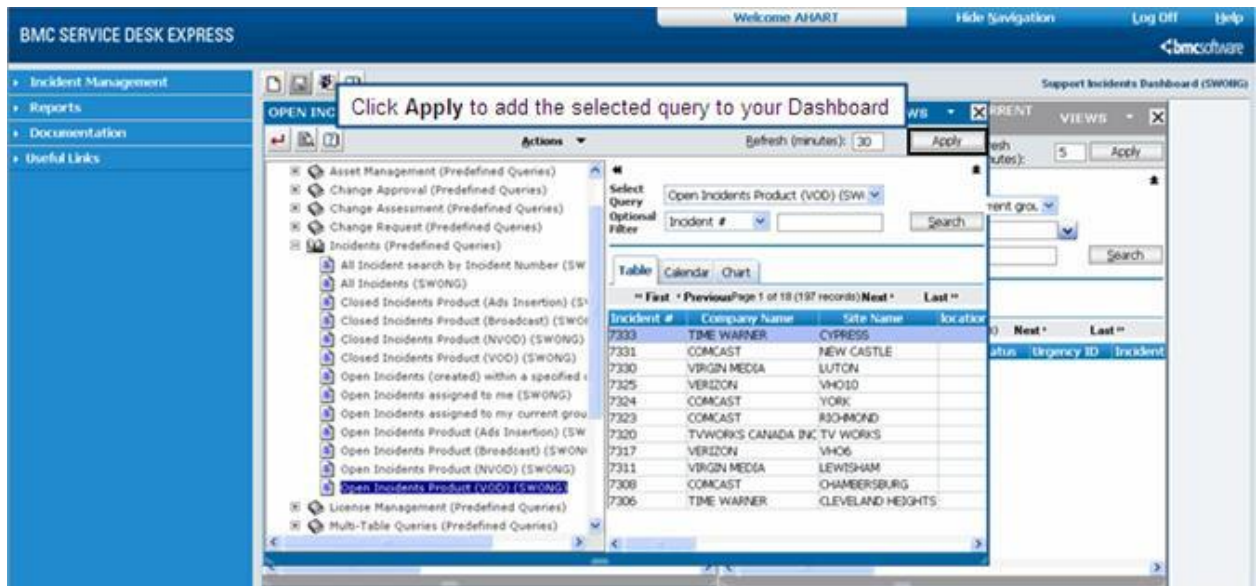 BMC SERVICE DESK EXPRESS
Welcome AHART
Hide Navigation
Log Off
Help
bmcsoftware
Incident Management
Reports
Documentation
Useful Links
Support Incidents Dashboard (SWONG)
OPEN INC
Click Apply to add the selected query to your Dashboard
WS
RRENT
VIEWS
Actions
Refresh (minutes): 30
Apply
esh
utes):
5
Apply
Asset Management (Predefined Queries)
Change Approval (Predefined Queries)
Change Assessment (Predefined Queries)
Change Request (Predefined Queries)
Incidents (Predefined Queries)
All Incident search by Incident Number (SW
All Incidents (SWONG)
Closed Incidents Product (Ads Insertion) (S
Closed Incidents Product (Broadcast) (SWO
Closed Incidents Product (NVOD) (SWONG)
Closed Incidents Product (VOD) (SWONG)
Open Incidents (created) within a specified
Open Incidents assigned to me (SWONG)
Open Incidents assigned to my current grou
Open Incidents Product (Ads Insertion) (SW
Open Incidents Product (Broadcast) (SWON
Open Incidents Product (NVOD) (SWONG)
Open Incidents Product (VOD) (SWONG)
License Management (Predefined Queries)
Multi-Table Queries (Predefined Queries)
Select Query
Open Incidents Product (VOD) (SW
Optional Filter
Incident #
Search
Table
Calendar
Chart
First Previous Page 1 of 18 (197 records) Next Last
Incident # Company Name Site Name location
7333 TIME WARNER CYPRESS
7331 COMCAST NEW CASTLE
7330 VIRGIN MEDIA LUTON
7325 VERIZON VHO10
7324 COMCAST YORK
7323 COMCAST RICHMOND
7320 TVWORKS CANADA INC TV WORKS
7317 VERIZON VHO6
7311 VIRGIN MEDIA LEWISHAM
7308 COMCAST CHAMBERSBURG
7306 TIME WARNER CLEVELAND HEIGHTS
rrent grou
Search
Next
Last
atus Urgency ID Incident